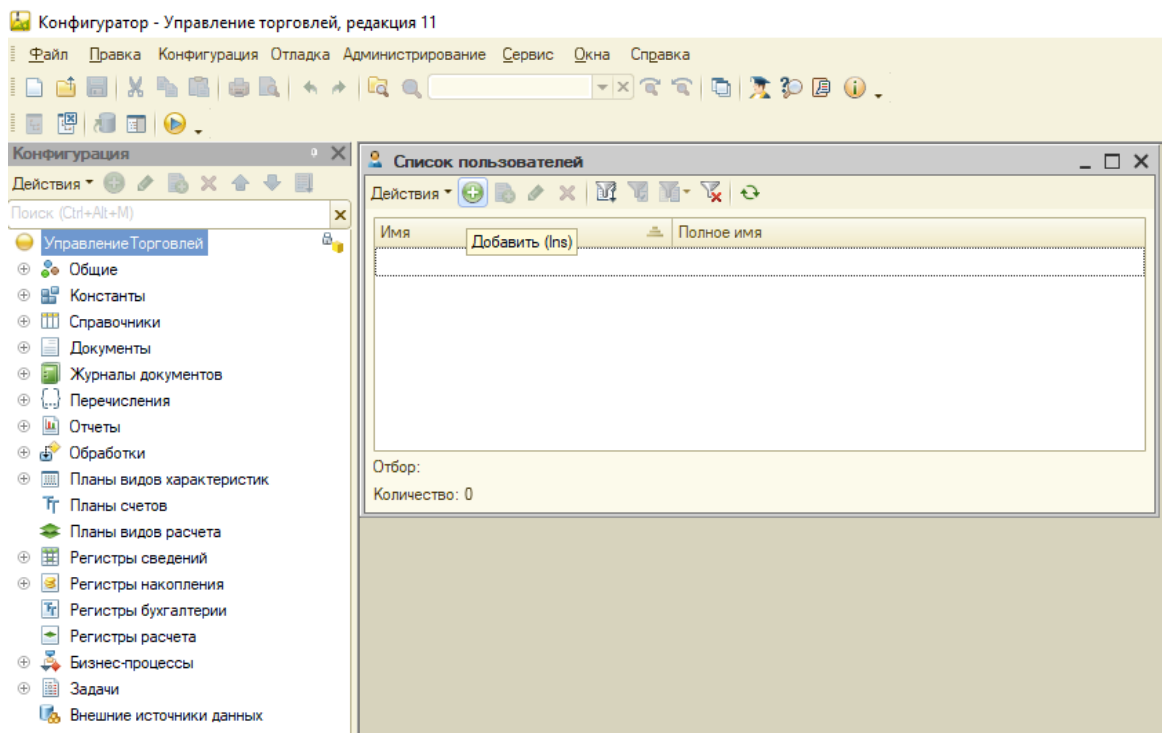 Конфигуратор - Управление торговлей, редакция 11
Файл Правка Конфигурация Отладка Администрирование Сервис Окна Справка
Конфигурация
Действия
Поиск (Ctrl+Alt+M)
УправлениеТорговлей
Общие
Константы
Справочники
Документы
Журналы документов
Перечисления
Отчеты
Обработки
Планы видов характеристик
Планы счетов
Планы видов расчета
Регистры сведений
Регистры накопления
Регистры бухгалтерии
Регистры расчета
Бизнес-процессы
Задачи
Внешние источники данных
Список пользователей
Действия
Имя Полное имя
Добавить (Ins)
Отбор:
Количество: 0